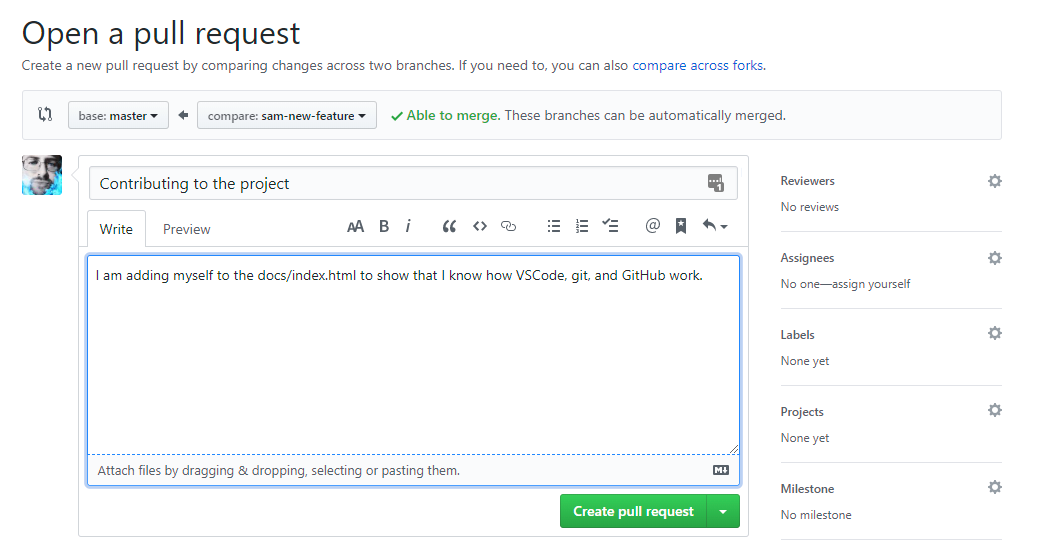 Open a pull request
Create a new pull request by comparing changes across two branches. If you need to, you can also compare across forks.
base: master compare: sam-new-feature Able to merge. These branches can be automatically merged.
Contributing to the project
1
Write Preview AA B i @
I am adding myself to the docs/index.html to show that I know how VSCode, git, and GitHub work.
Attach files by dragging & dropping, selecting or pasting them.
Create pull request
Reviewers
No reviews
Assignees
No one—assign yourself
Labels
None yet
Projects
None yet
Milestone
No milestone